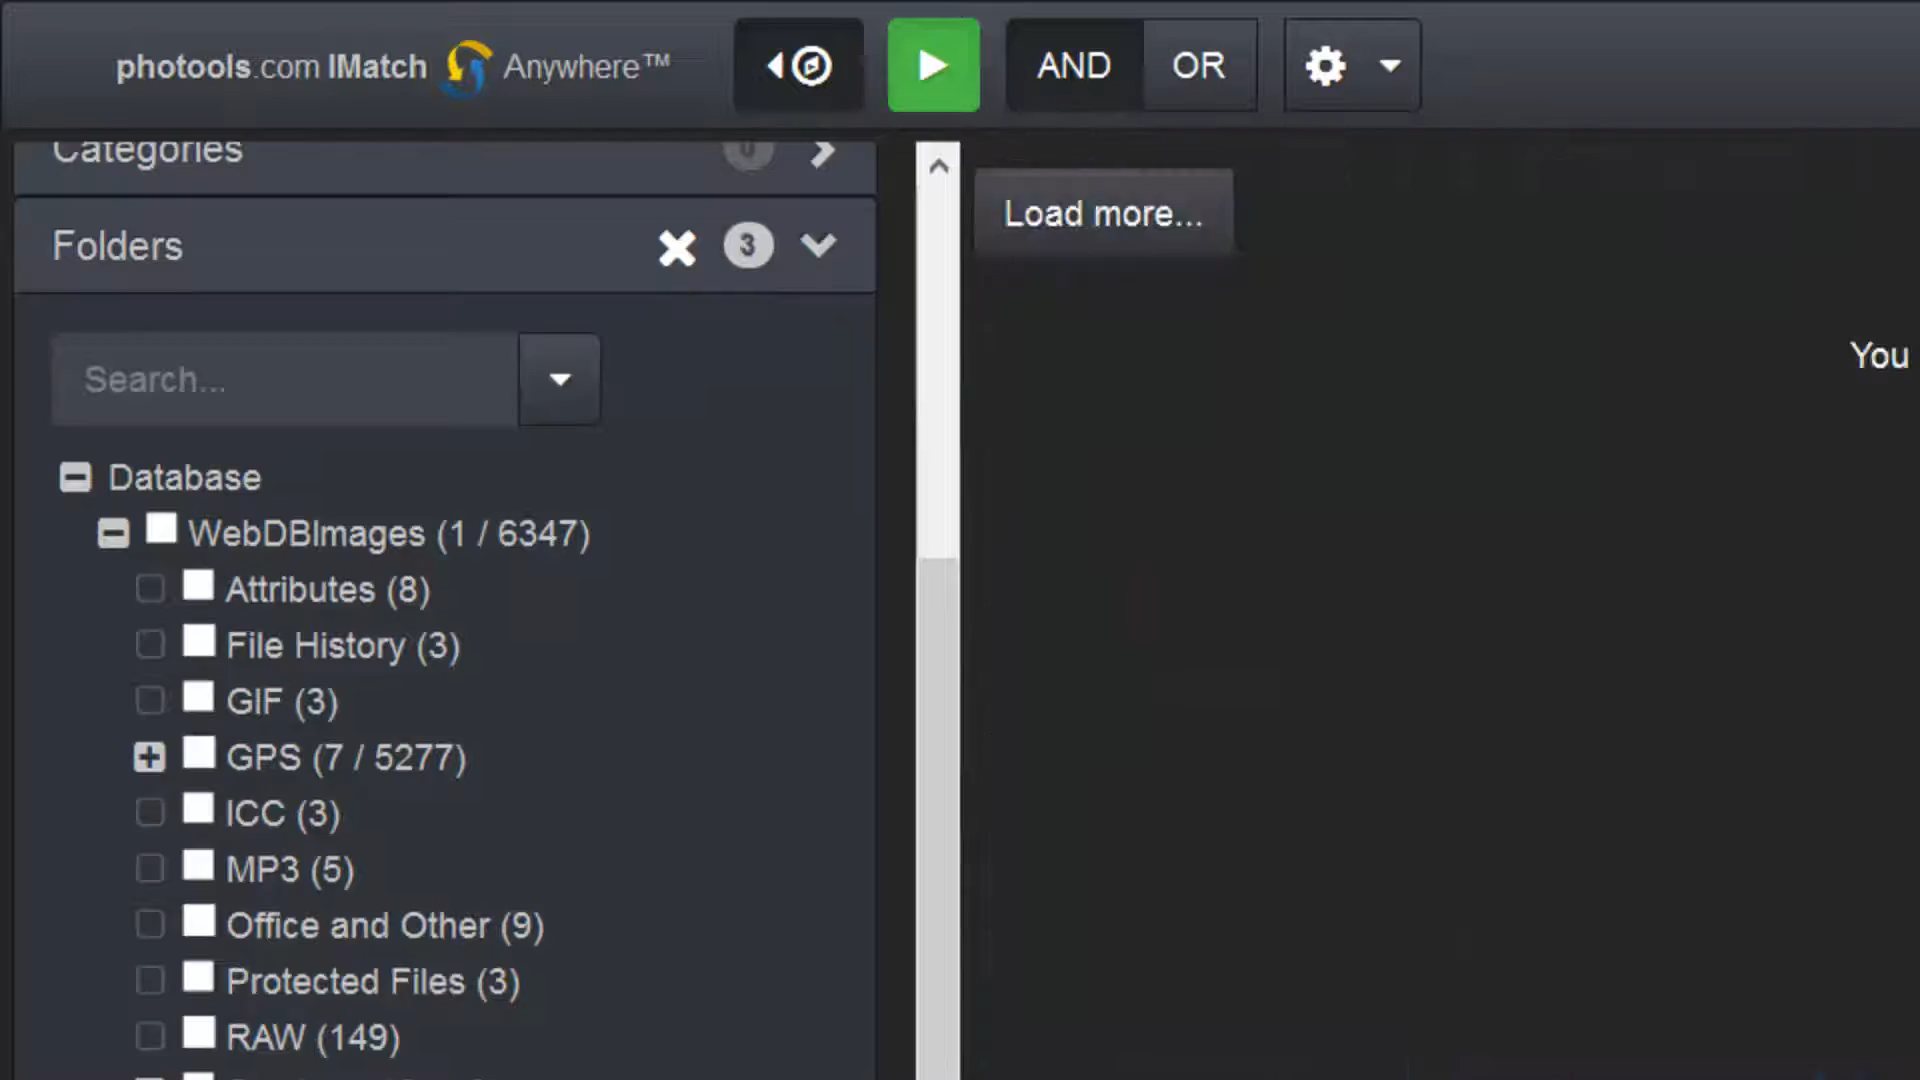 photools.com IMatch Anywhere™ AND OR
Categories 0
Folders 3
Load more...
You
Search...
Database
WebDBImages (1 / 6347)
Attributes (8)
File History (3)
GIF (3)
GPS (7 / 5277)
ICC (3)
MP3 (5)
Office and Other (9)
Protected Files (3)
RAW (149)